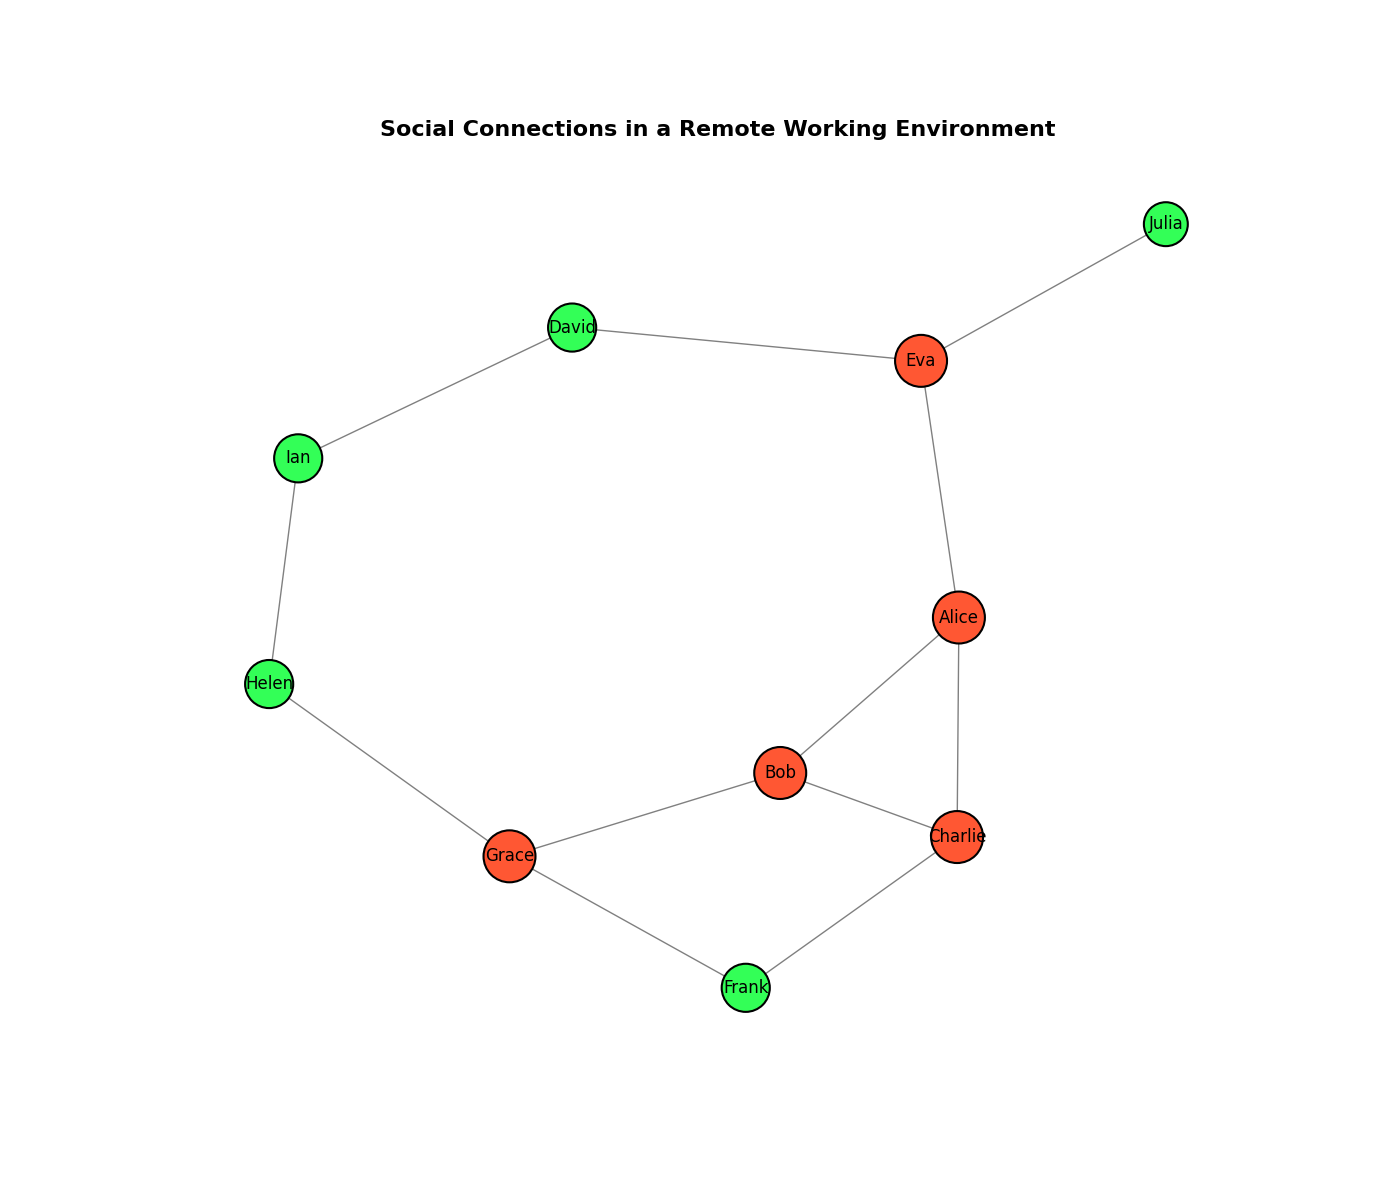 Social Connections in a Remote Working Environment
Julia
David
Eva
Ian
Alice
Helen
Bob
Charlie
Grace
Frank